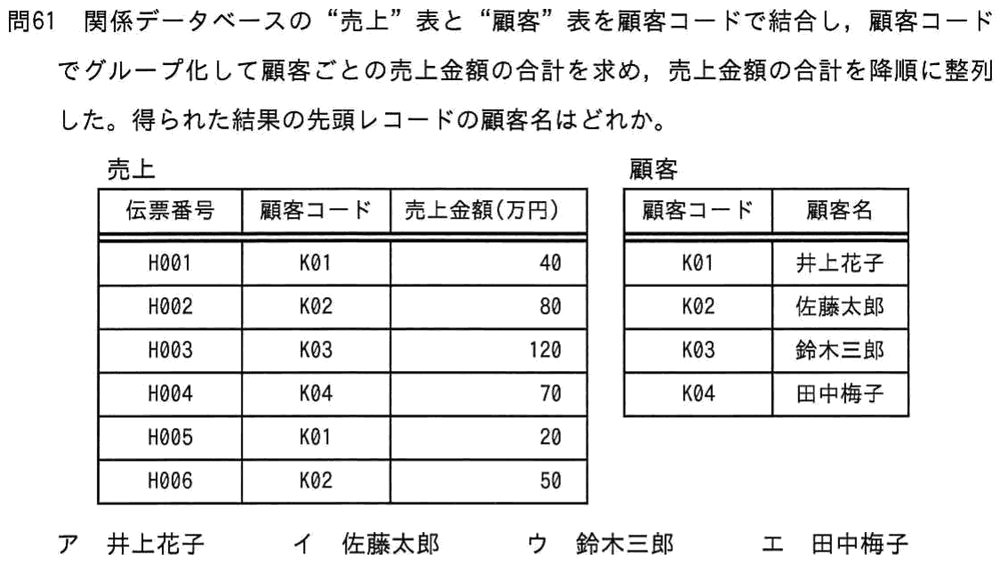 問61 関係データベースの“売上”表と“顧客”表を顧客コードで結合し，顧客コード
でグループ化して顧客ごとの売上金額の合計を求め，売上金額の合計を降順に整列
した。得られた結果の先頭レコードの顧客名はどれか。
売上
伝票番号 顧客コード 売上金額(万円)
H001 K01 40
H002 K02 80
H003 K03 120
H004 K04 70
H005 K01 20
H006 K02 50
顧客
顧客コード 顧客名
K01 井上花子
K02 佐藤太郎
K03 鈴木三郎
K04 田中梅子
ア 井上花子 イ 佐藤太郎 ウ 鈴木三郎 エ 田中梅子